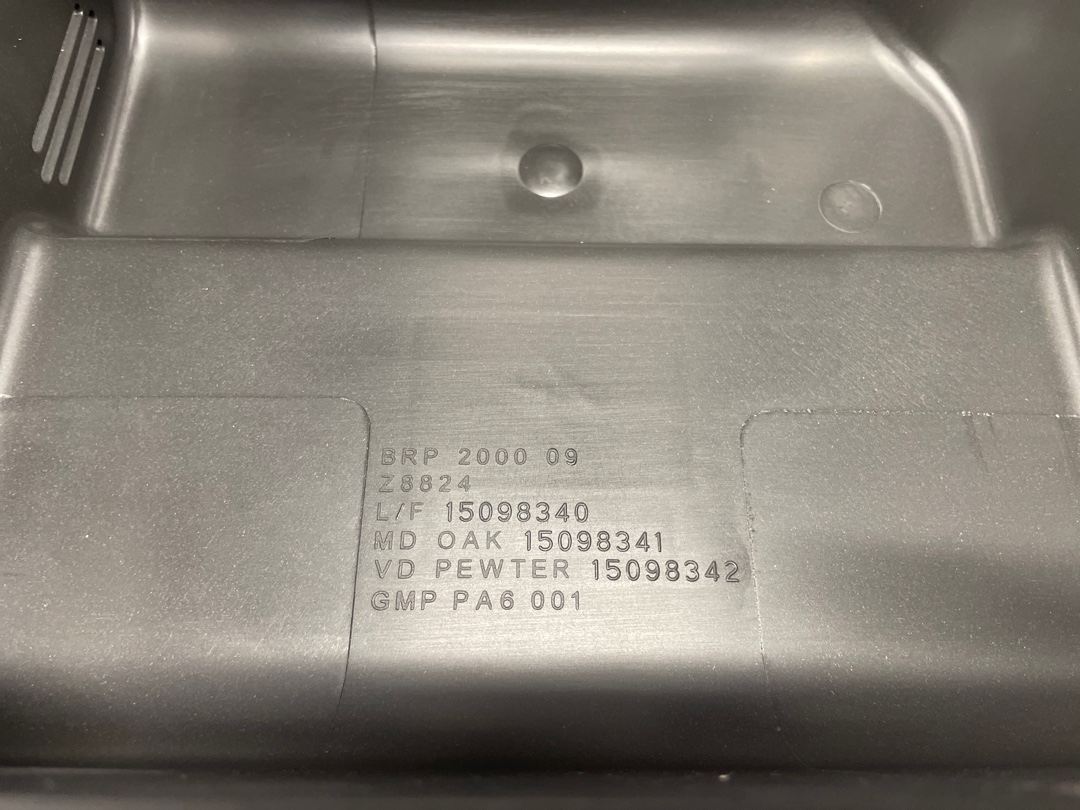 BRP 2000 09
Z8824
L/F 15098340
MD OAK 15098341
VD PEWTER 15098342
GMP PA6 001